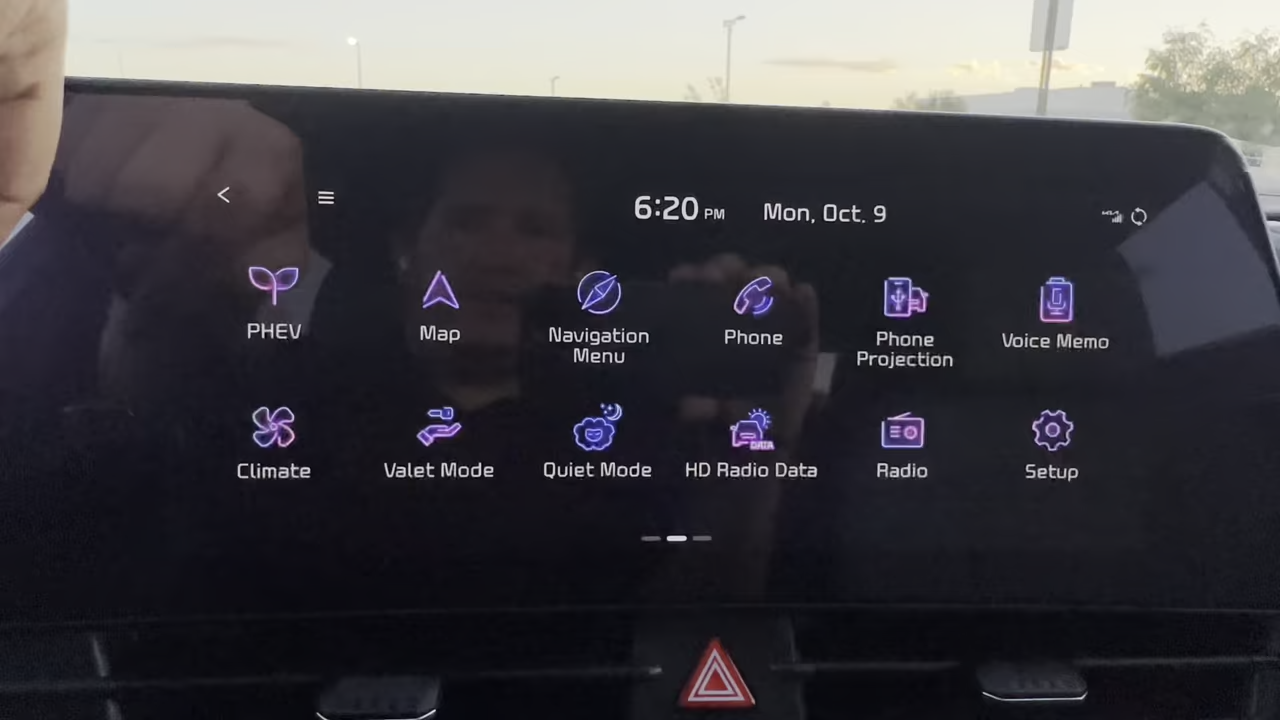 6:20 PM Mon, Oct. 9
PHEV
Map
Navigation
Menu
Phone
Phone
Projection
Voice Memo
Climate
Valet Mode
Quiet Mode
DATA
HD Radio Data
Radio
Setup